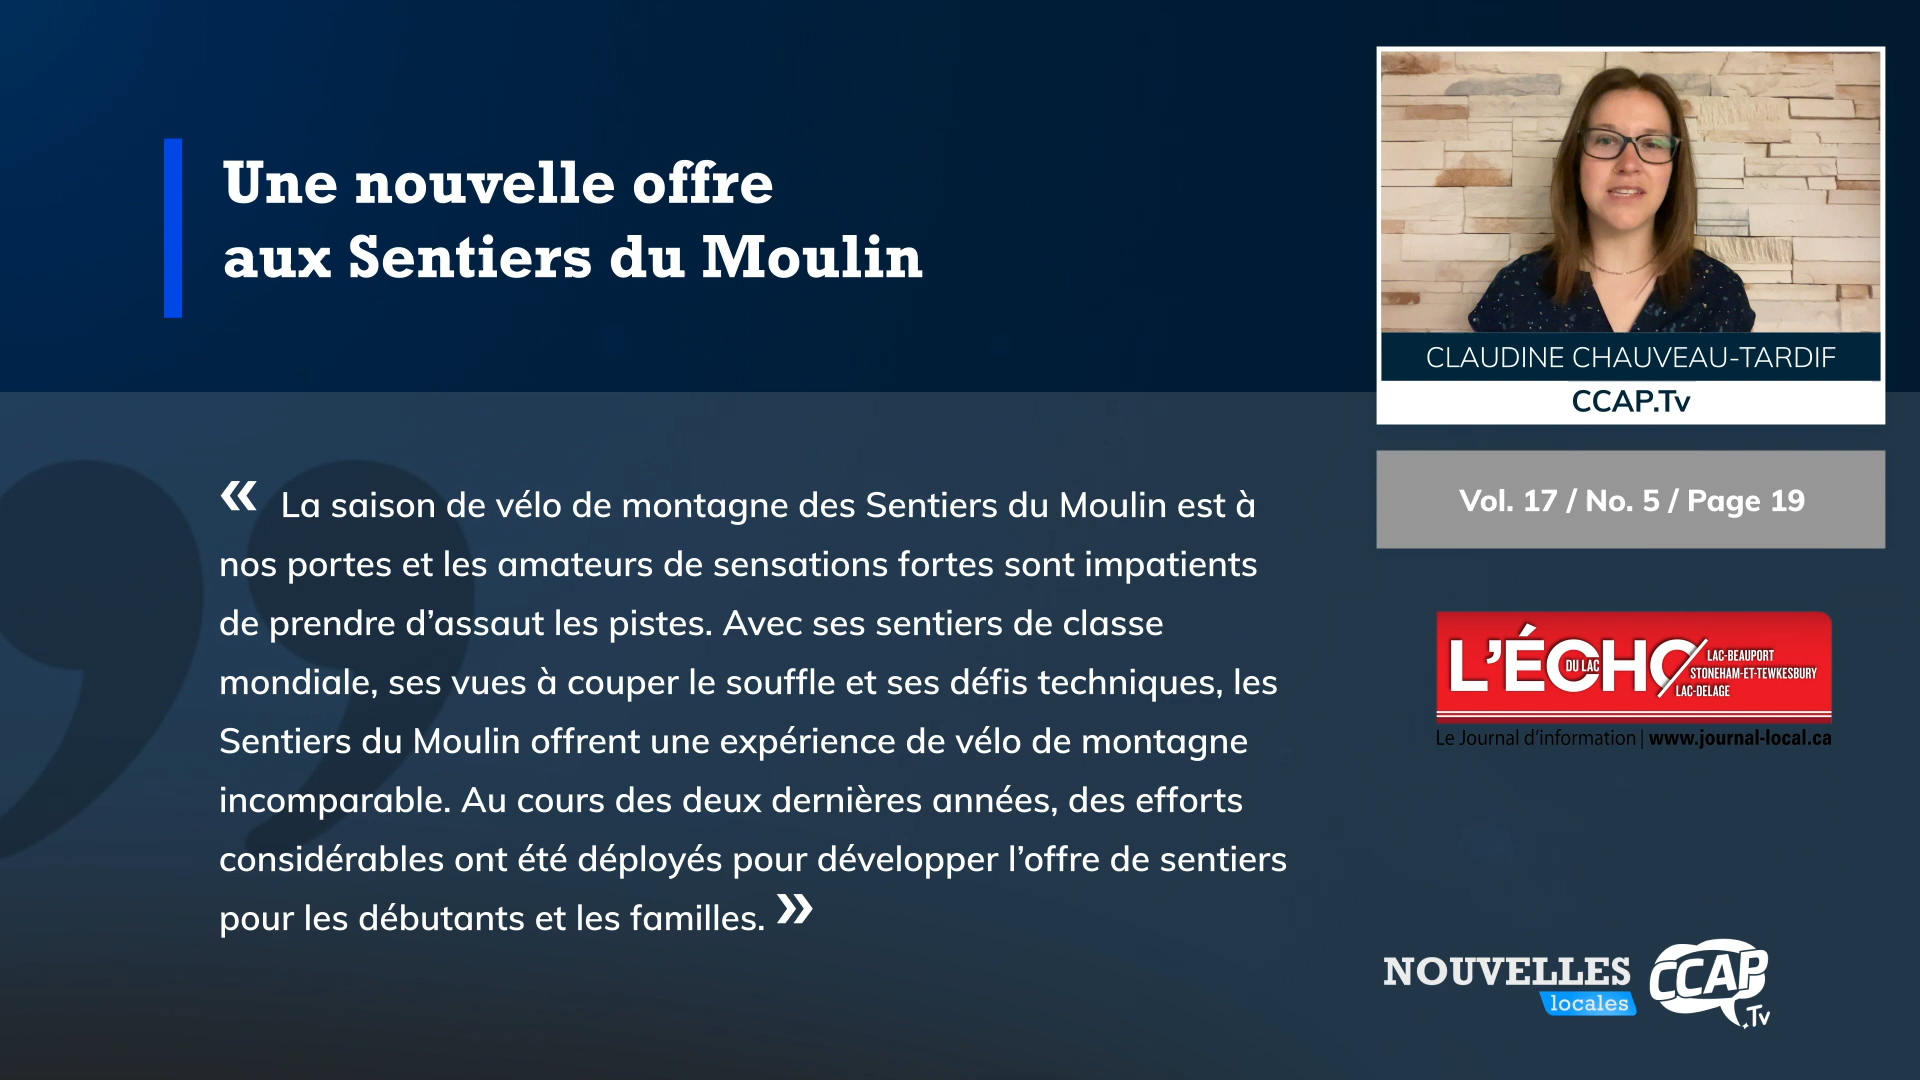 Une nouvelle offre
aux Sentiers du Moulin
« La saison de vélo de montagne des Sentiers du Moulin est à
nos portes et les amateurs de sensations fortes sont impatients
de prendre d’assaut les pistes. Avec ses sentiers de classe
mondiale, ses vues à couper le souffle et ses défis techniques, les
Sentiers du Moulin offrent une expérience de vélo de montagne
incomparable. Au cours des deux dernières années, des efforts
considérables ont été déployés pour développer l’offre de sentiers
pour les débutants et les familles. »
CLAUDINE CHAUVEAU-TARDIF
CCAP.Tv
Vol. 17 / No. 5 / Page 19
L’ÉCHO
DU LAC
LAC-BEAUPORT
STONEHAM-ET-TEWKESBURY
LAC-DELAGE
Le Journal d’information | www.journal-local.ca
NOUVELLES
locales
CCAP
.Tv